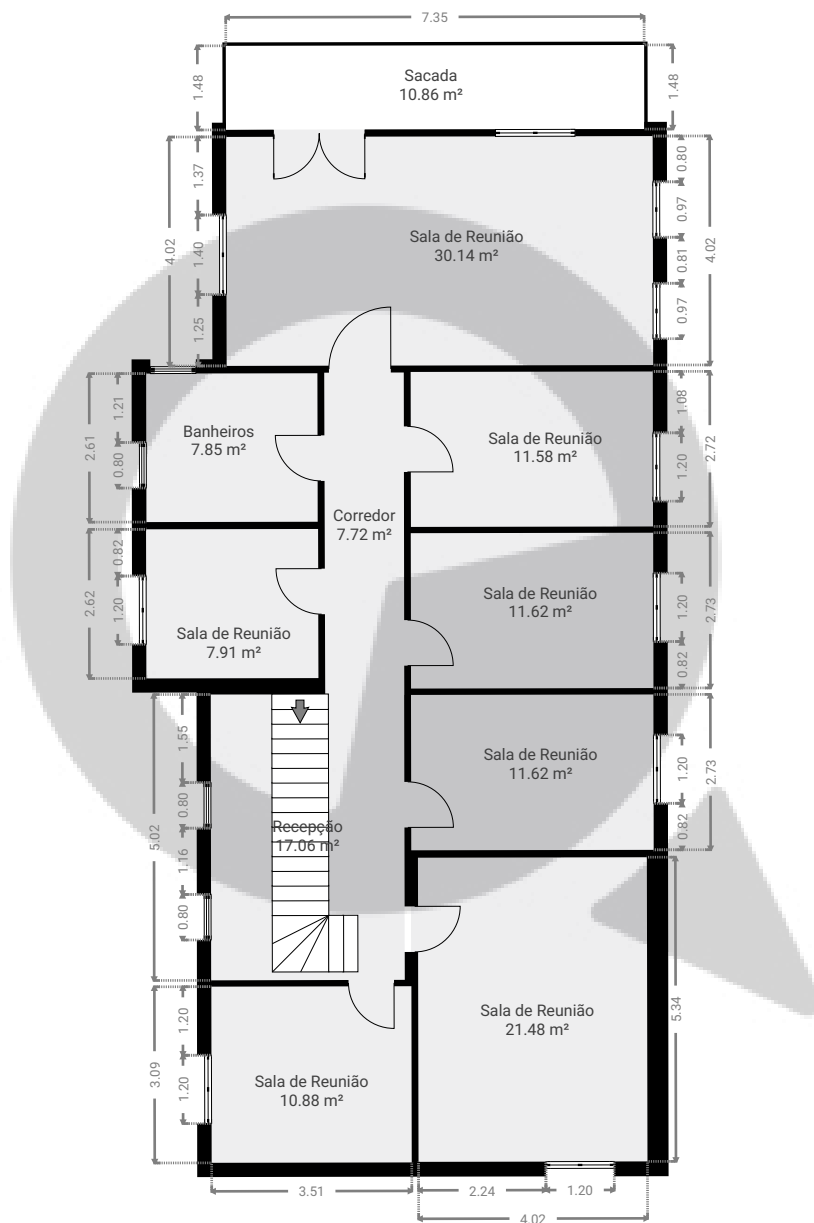 7.35
1.48
1.48
Sacada
10.86 m²
4.02
1.37
1.40
1.25
0.80
0.97
0.81
0.97
4.02
Sala de Reunião
30.14 m²
2.61
1.21
0.80
Banheiros
7.85 m²
Sala de Reunião
11.58 m²
1.08
1.20
2.72
Corredor
7.72 m²
2.62
0.82
1.20
Sala de Reunião
7.91 m²
Sala de Reunião
11.62 m²
1.20
0.82
2.73
5.02
1.55
0.80
1.16
0.80
Sala de Reunião
11.62 m²
1.20
0.82
2.73
Recepção
17.06 m²
Sala de Reunião
21.48 m²
5.34
3.09
1.20
1.20
Sala de Reunião
10.88 m²
3.51
2.24
1.20
4.02